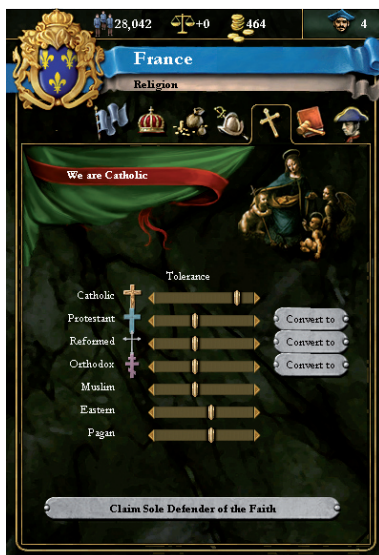 28,042 +0 464 4
France
Religion
We are Catholic
Tolerance
Catholic
Protestant Convert to
Reformed Convert to
Orthodox Convert to
Muslim
Eastern
Pagan
Claim Sole Defender of the Faith